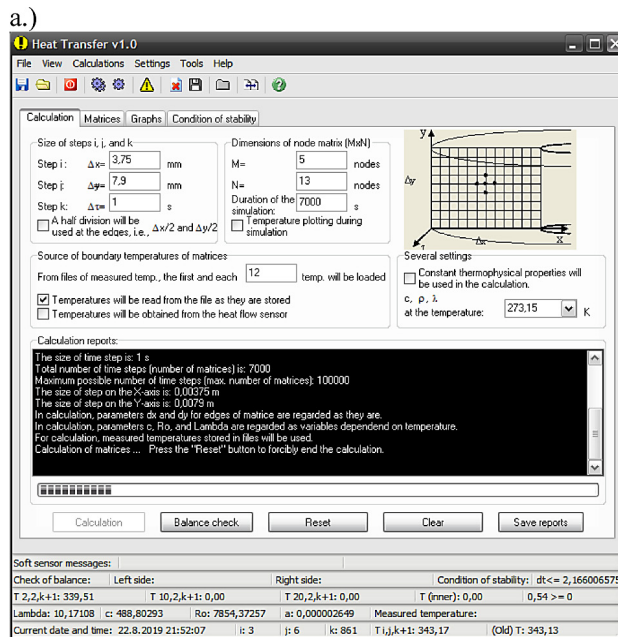 a.)
Heat Transfer v1.0
File View Calculations Settings Tools Help
Calculation Matrices Graphs Condition of stability
Size of steps i, j, and k
Step i: Δx= 3,75 mm
Step j: Δy= 7,9 mm
Step k: Δτ= 1 s
A half division will be
used at the edges, i.e., Δx/2 and Δy/2
Dimensions of node matrix (MxN)
M= 5 nodes
N= 13 nodes
Duration of the
simulation: 7000 s
Temperature plotting during
simulation
y
Δy
Δx
x
Source of boundary temperatures of matrices
From files of measured temp., the first and each 12 temp. will be loaded
Temperatures will be read from the file as they are stored
Temperatures will be obtained from the heat flow sensor
Several settings
Constant thermophysical properties will
be used in the calculation.
c, ρ, λ
at the temperature: 273,15 K
Calculation reports:
The size of time step is: 1 s
Total number of time steps (number of matrices) is: 7000
Maximum possible number of time steps (max. number of matrices): 100000
The size of step on the X-axis is: 0,00375 m
The size of step on the Y-axis is: 0,0079 m
In calculation, parameters dx and dy for edges of matrice are regarded as they are.
In calculation, parameters c, Ro, and Lambda are regarded as variables dependend on temperature.
For calculation, measured temperatures stored in files will be used.
Calculation of matrices ... Press the "Reset" button to forcibly end the calculation.
Calculation Balance check Reset Clear Save reports
Soft sensor messages:
Check of balance: Left side: Right side: Condition of stability: dt<= 2,166006575
T 2,2,k+1: 339,51 T 10,2,k+1: 0,00 T 20,2,k+1: 0,00 T (inner): 0,00 0,54 >= 0
Lambda: 10,17108 c: 488,80293 Ro: 7854,37257 a: 0,000002649 Measured temperature:
Current date and time: 22.8.2019 21:52:07 i: 3 j: 6 k: 861 T i,j,k+1: 343,17 (Old) T: 343,13